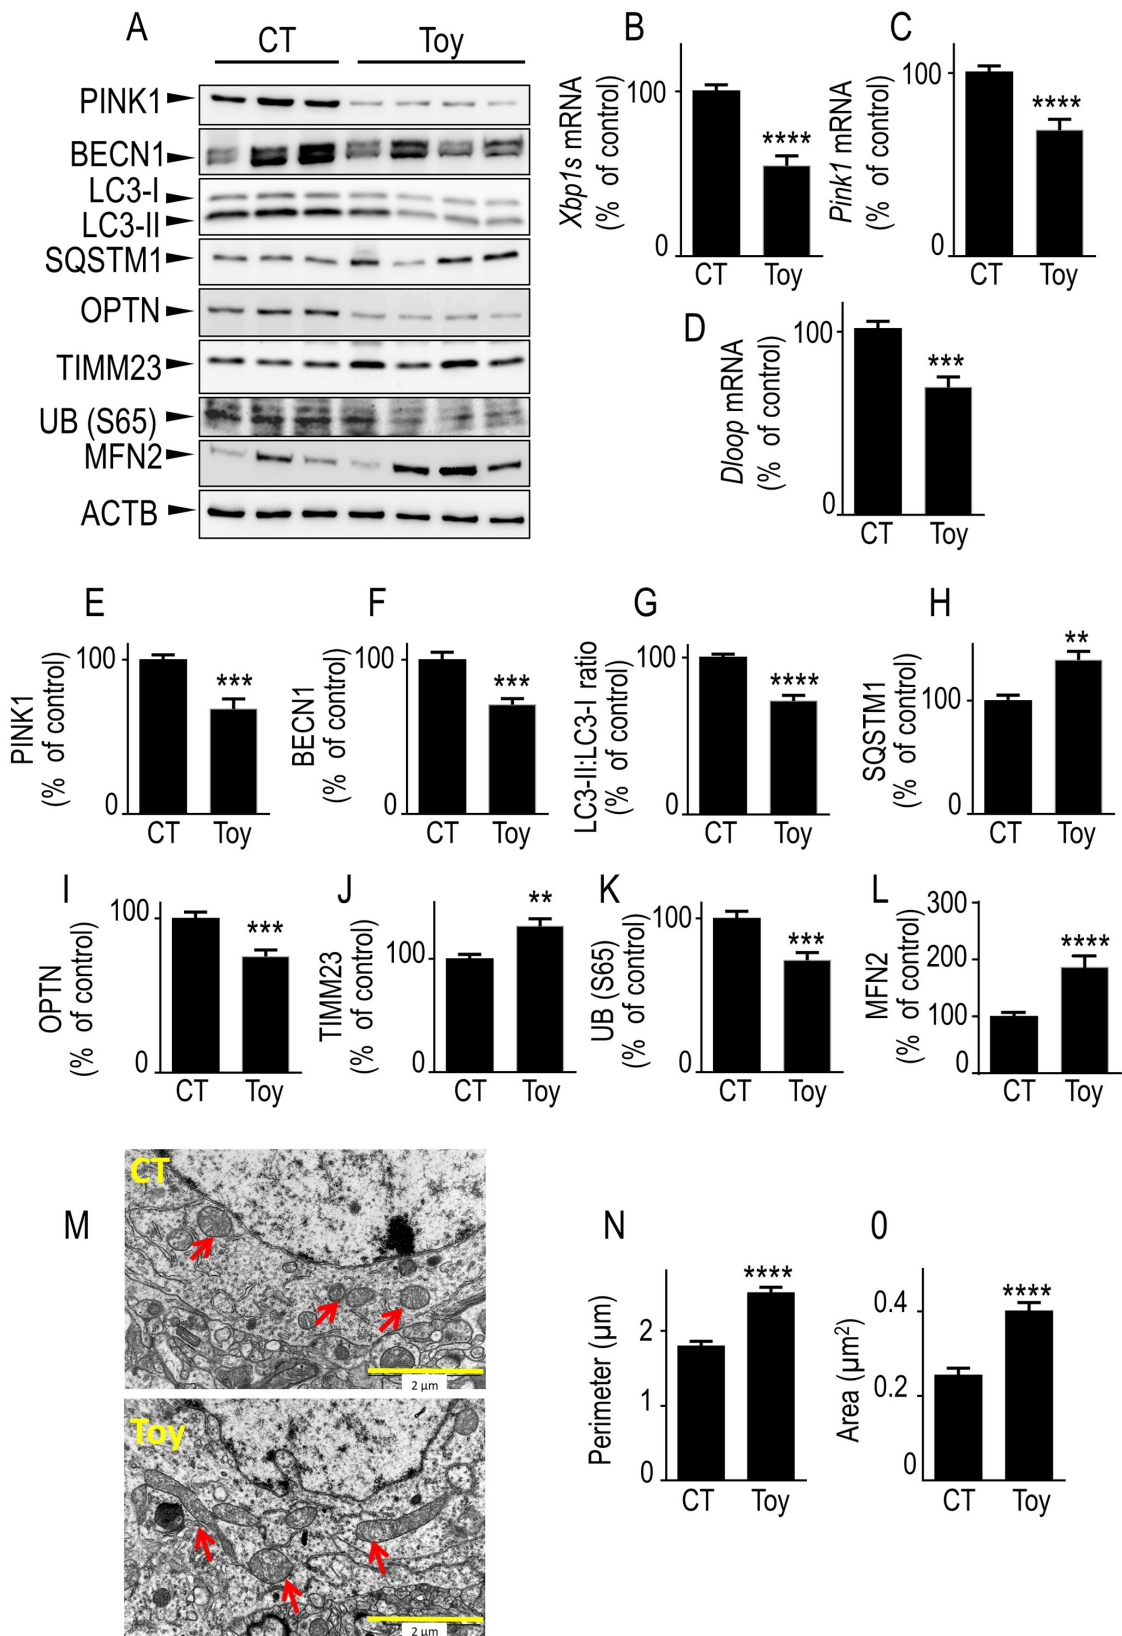 A
CT Toy
PINK1
BECN1
LC3-I
LC3-II
SQSTM1
OPTN
TIMM23
UB (S65)
MFN2
ACTB
B
Xbp1s mRNA
(% of control)
100
0
****
CT Toy
C
Pink1 mRNA
(% of control)
100
0
****
CT Toy
D
Dloop mRNA
(% of control)
100
0
***
CT Toy
E
PINK1
(% of control)
100
0
***
CT Toy
F
BECN1
(% of control)
100
0
***
CT Toy
G
LC3-II:LC3-I ratio
(% of control)
100
0
****
CT Toy
H
SQSTM1
(% of control)
100
0
**
CT Toy
I
OPTN
(% of control)
100
0
***
CT Toy
J
TIMM23
(% of control)
100
0
**
CT Toy
K
UB (S65)
(% of control)
100
0
***
CT Toy
L
MFN2
(% of control)
300
200
100
0
****
CT Toy
M
CT
2 µm
Toy
2 µm
N
Perimeter (µm)
2
1
0
****
CT Toy
O
Area (µm²)
0.4
0.2
0
****
CT Toy